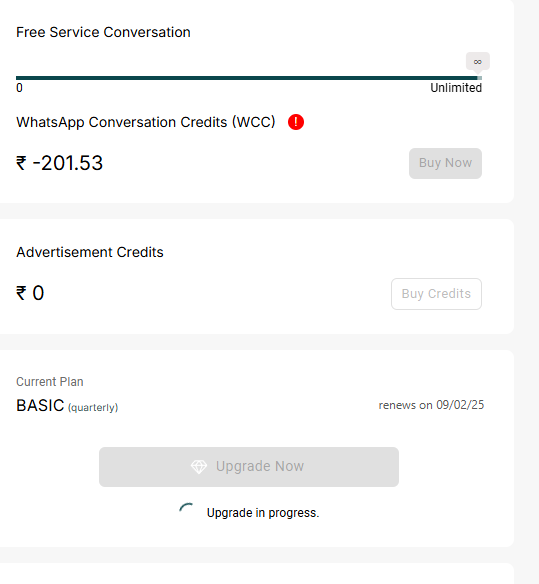 Free Service Conversation
∞
0 Unlimited
WhatsApp Conversation Credits (WCC) !
₹ -201.53 Buy Now
Advertisement Credits
₹ 0 Buy Credits
Current Plan
BASIC (quarterly) renews on 09/02/25
Upgrade Now
Upgrade in progress.